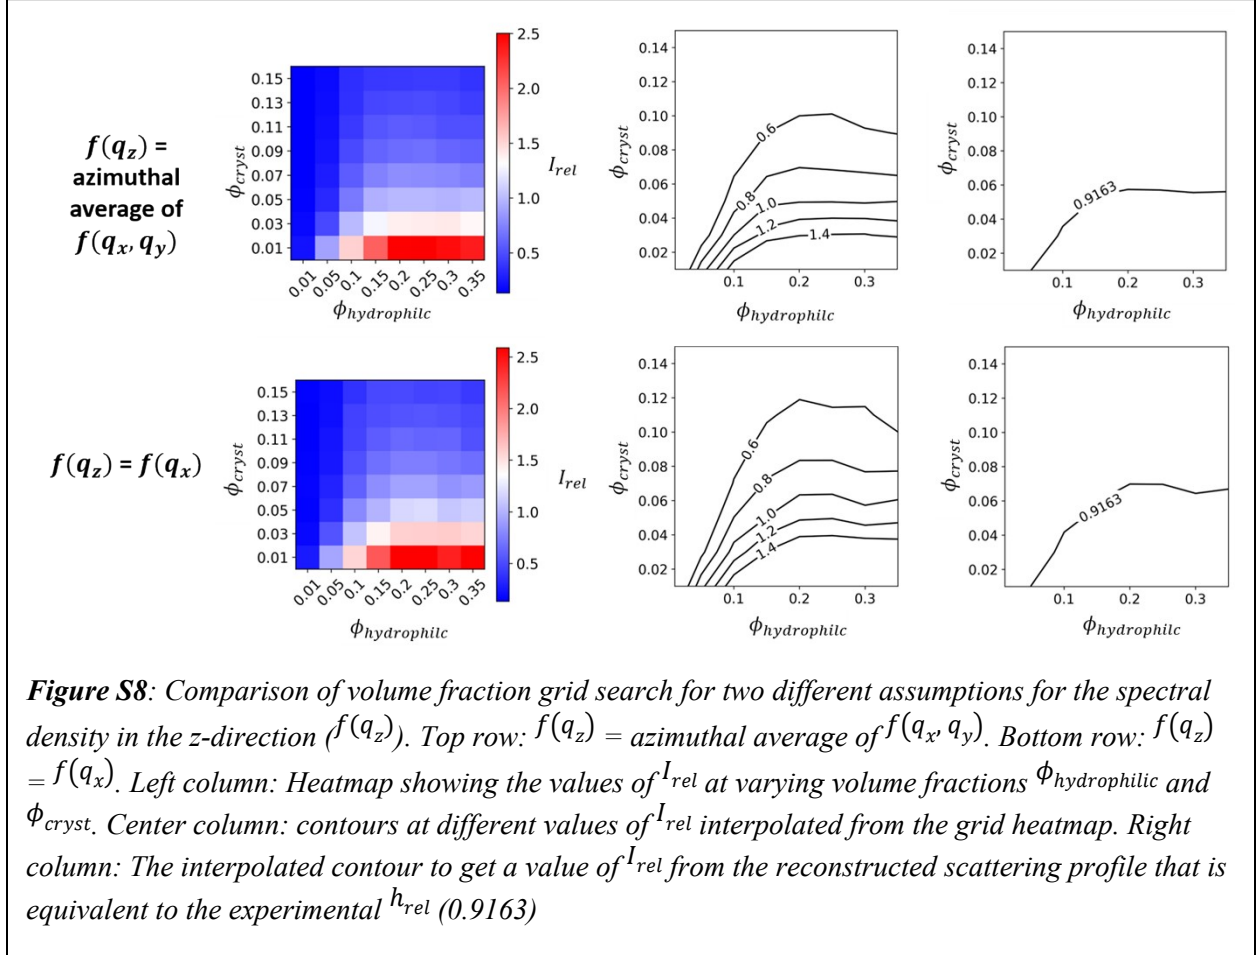 f(q_z) =
azimuthal
average of
f(q_x, q_y)
ϕ_cryst
0.15
0.13
0.11
0.09
0.07
0.05
0.03
0.01
0.01 0.05 0.1 0.15 0.2 0.25 0.3 0.35
ϕ_hydrophilc
2.5
2.0
1.5
1.0
0.5
I_rel
ϕ_cryst
0.14
0.12
0.10
0.08
0.06
0.04
0.02
0.6
0.8
1.0
1.2
1.4
0.1 0.2 0.3
ϕ_hydrophilc
ϕ_cryst
0.14
0.12
0.10
0.08
0.06
0.04
0.02
0.9163
0.1 0.2 0.3
ϕ_hydrophilc
f(q_z) = f(q_x)
ϕ_cryst
0.15
0.13
0.11
0.09
0.07
0.05
0.03
0.01
0.01 0.05 0.1 0.15 0.2 0.25 0.3 0.35
ϕ_hydrophilc
2.5
2.0
1.5
1.0
0.5
I_rel
ϕ_cryst
0.14
0.12
0.10
0.08
0.06
0.04
0.02
0.6
0.8
1.0
1.2
1.4
0.1 0.2 0.3
ϕ_hydrophilc
ϕ_cryst
0.14
0.12
0.10
0.08
0.06
0.04
0.02
0.9163
0.1 0.2 0.3
ϕ_hydrophilc
Figure S8: Comparison of volume fraction grid search for two different assumptions for the spectral
density in the z-direction (f(q_z)). Top row: f(q_z) = azimuthal average of f(q_x, q_y). Bottom row: f(q_z)
= f(q_x). Left column: Heatmap showing the values of I_rel at varying volume fractions ϕ_hydrophilic and
ϕ_cryst. Center column: contours at different values of I_rel interpolated from the grid heatmap. Right
column: The interpolated contour to get a value of I_rel from the reconstructed scattering profile that is
equivalent to the experimental h_rel (0.9163)